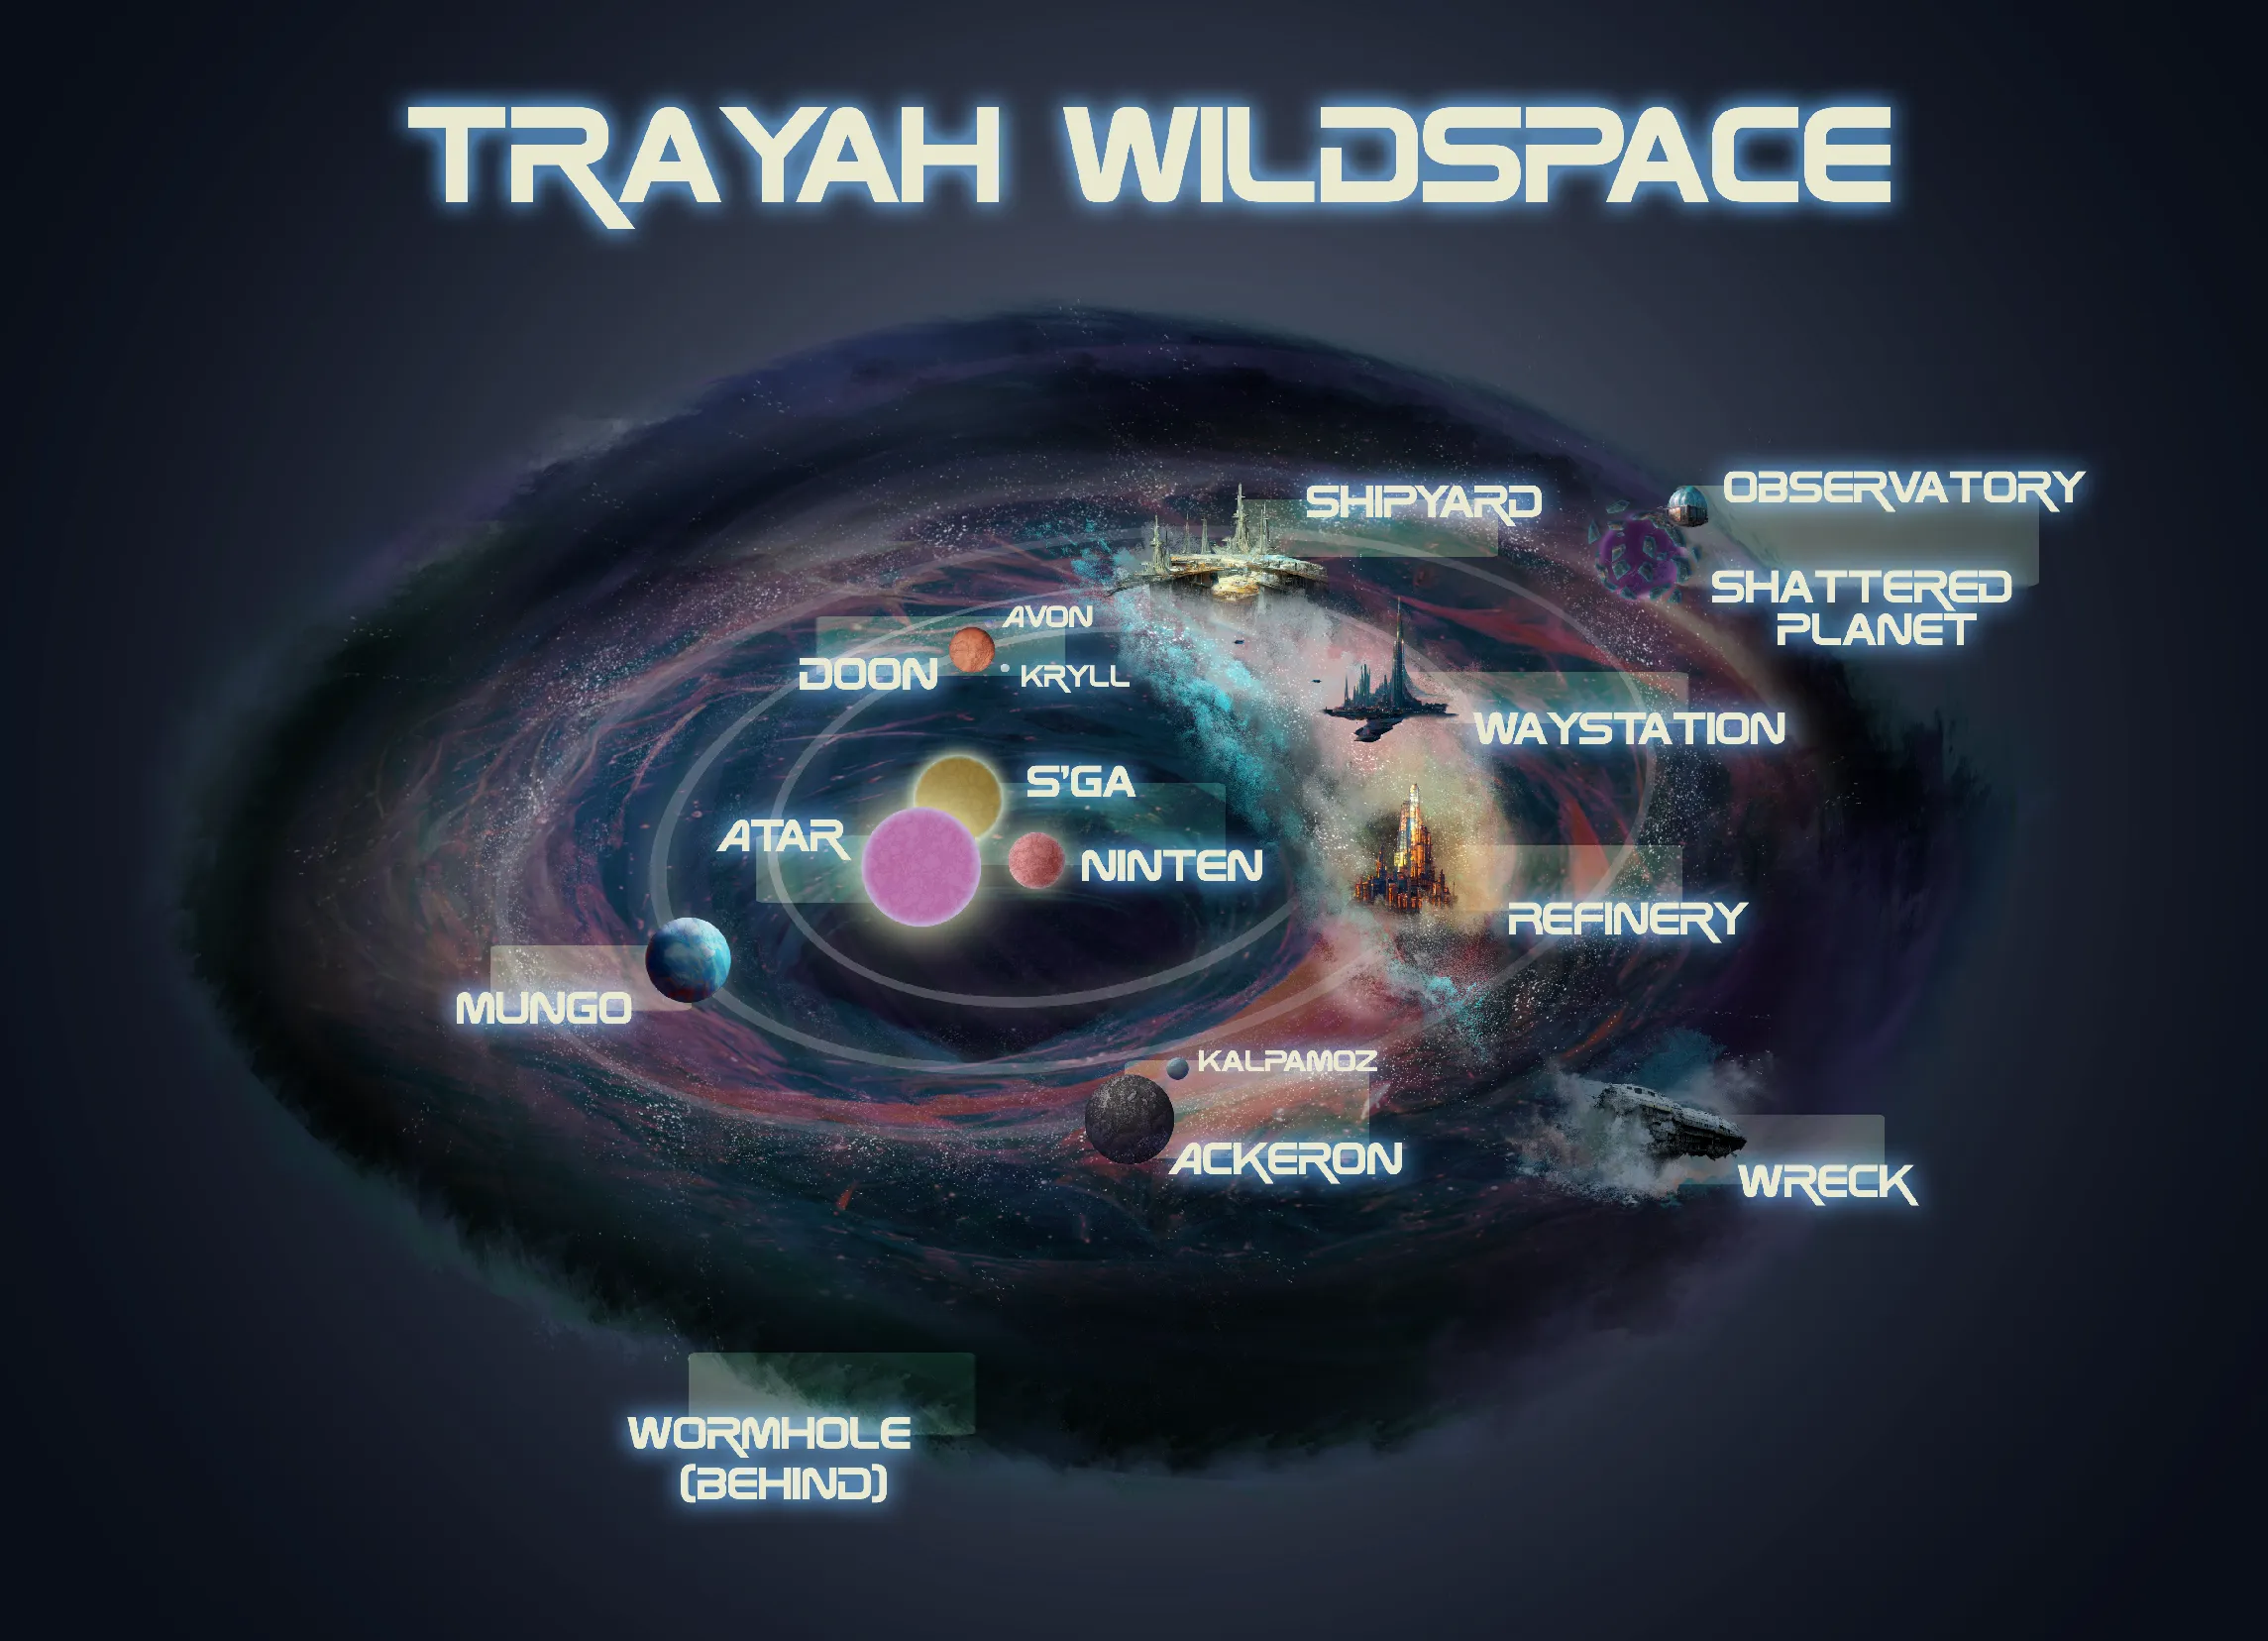 TRAYAH WILDSPACE
OBSERVATORY
SHIPYARD
SHATTERED
PLANET
AVON
DOON
KRYLL
WAYSTATION
S'GA
ATAR
NINTEN
REFINERY
MUNGO
KALPAMOZ
ACKERON
WRECK
WORMHOLE
(BEHIND)